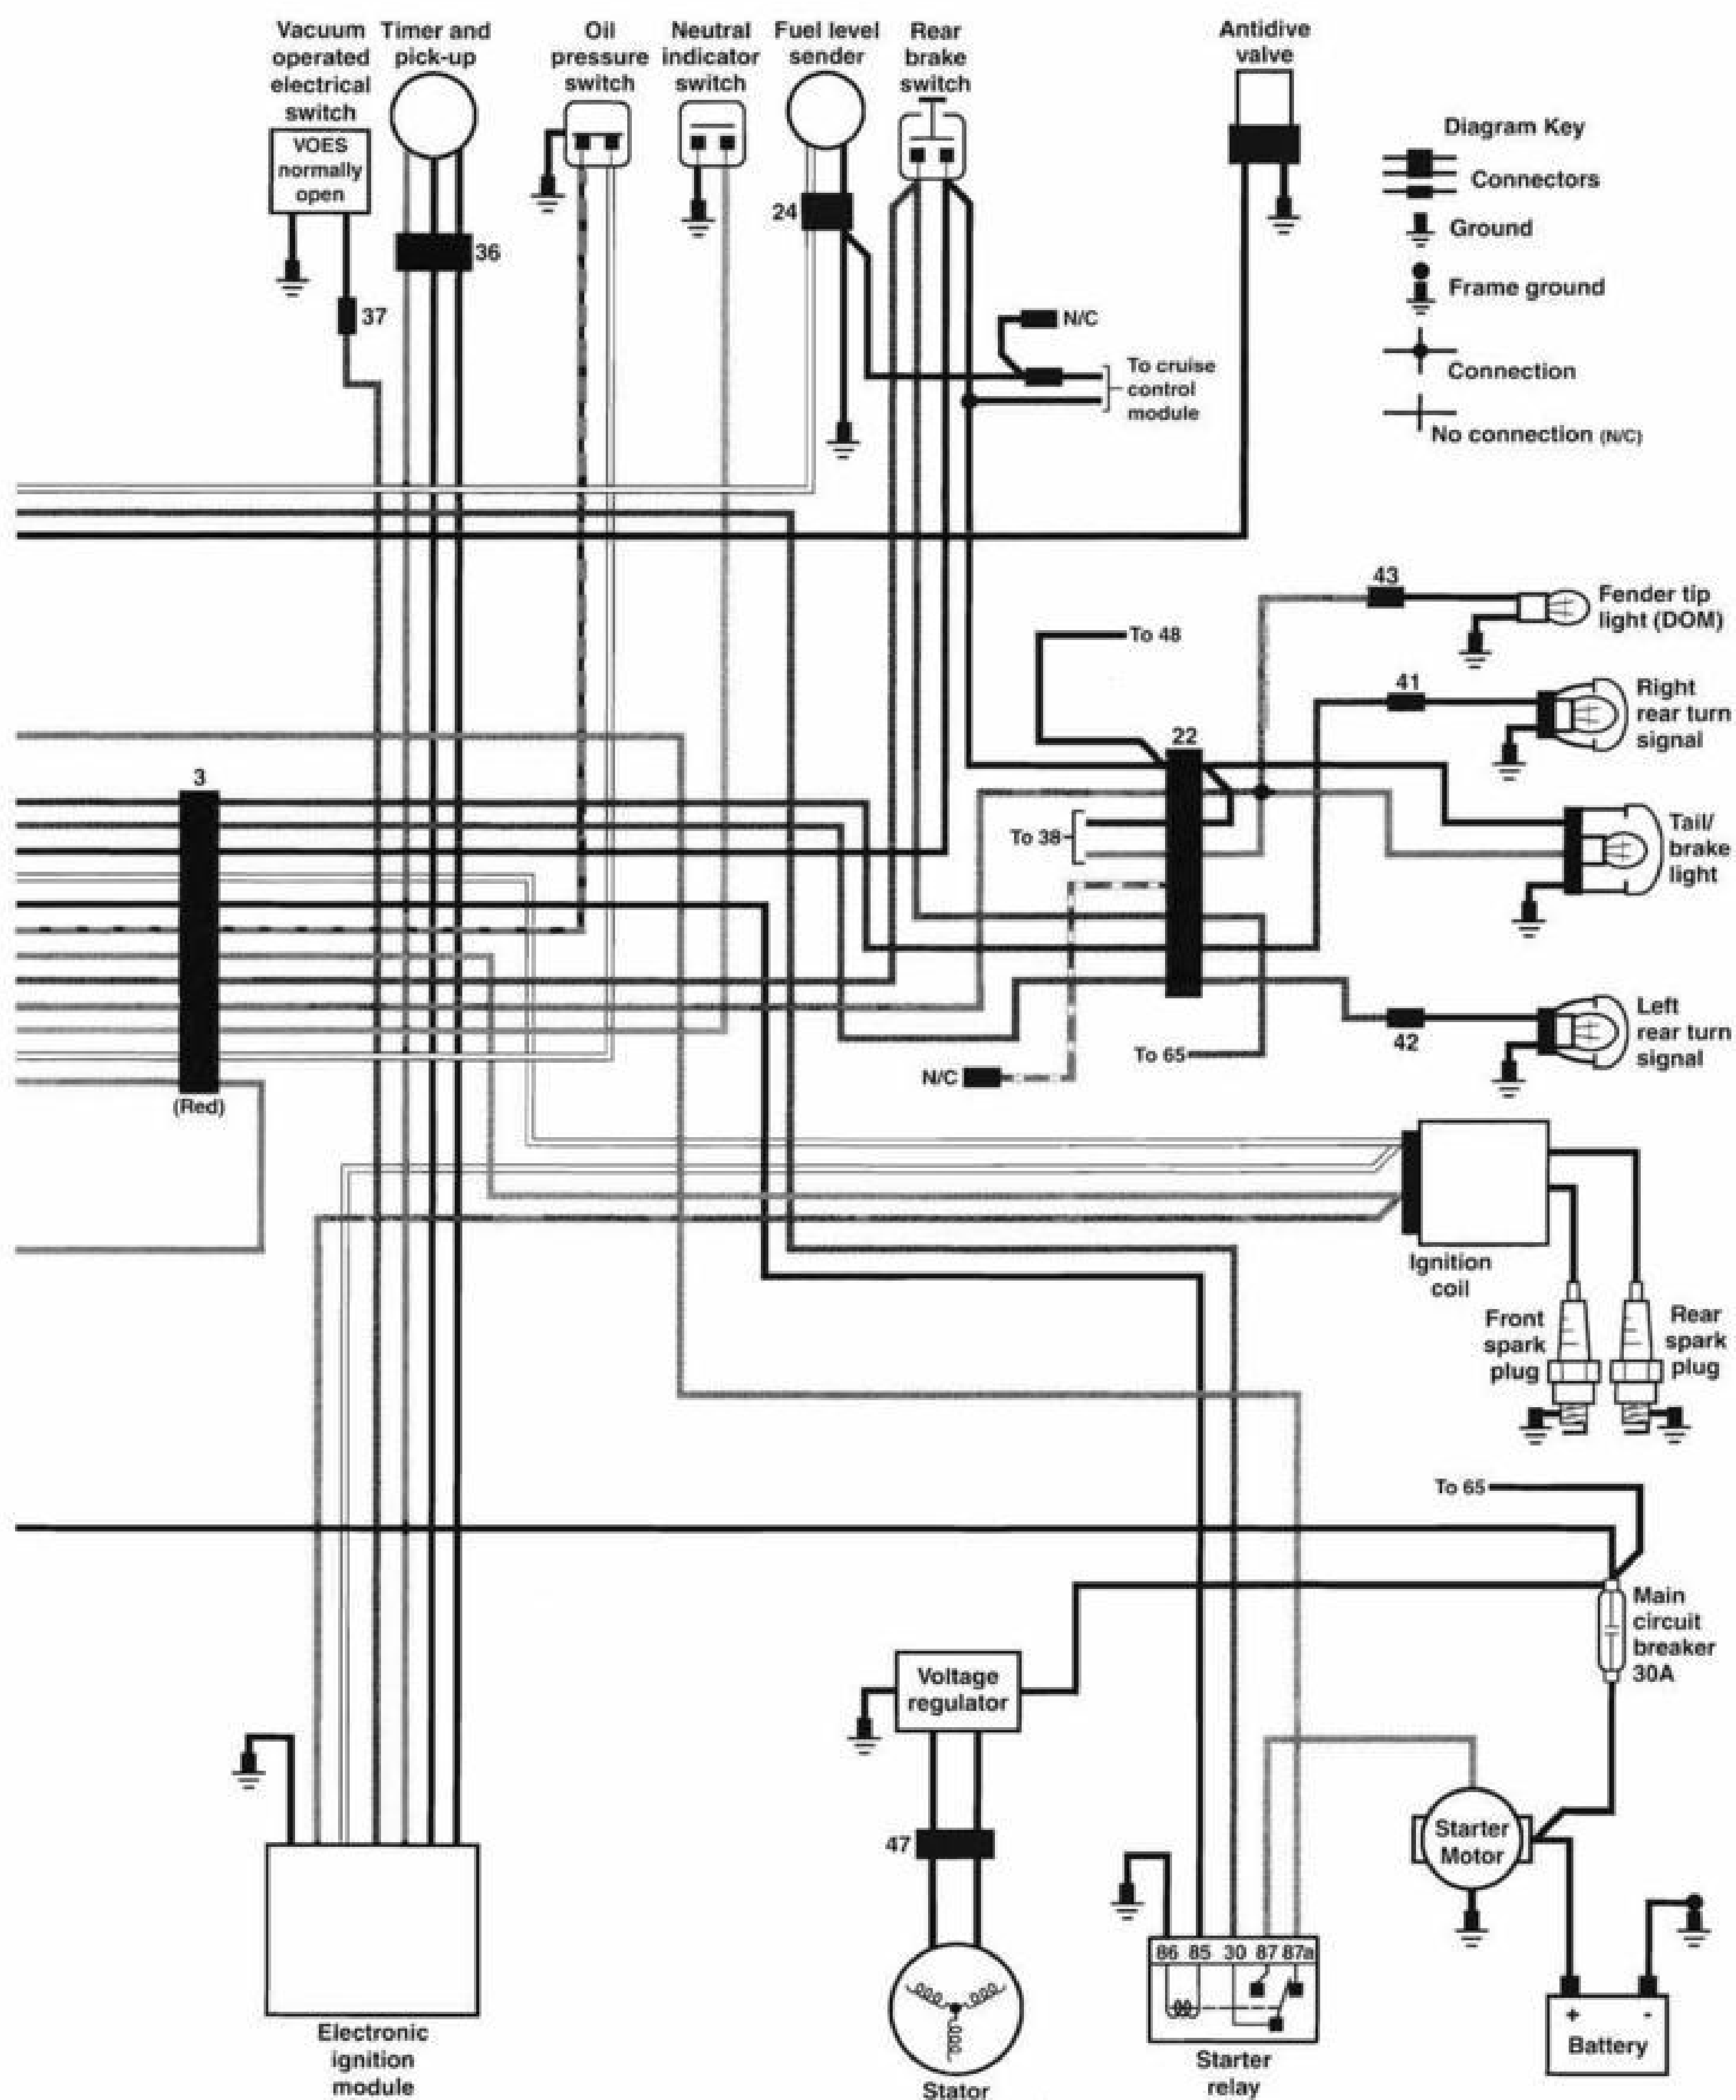 Vacuum
operated
electrical
switch
VOES
normally
open
Timer and
pick-up
Oil
pressure
switch
Neutral
indicator
switch
Fuel level
sender
Rear
brake
switch
Antidive
valve
Diagram Key
Connectors
Ground
Frame ground
Connection
No connection (N/C)
36
37
24
N/C
To cruise
control
module
43
Fender tip
light (DOM)
To 48
41
Right
rear turn
signal
22
3
To 38
Tail/
brake
light
Left
rear turn
signal
42
To 65
N/C
(Red)
Ignition
coil
Front
spark
plug
Rear
spark
plug
To 65
Main
circuit
breaker
30A
Voltage
regulator
47
Starter
Motor
86 85 30 87 87a
+ -
Battery
Electronic
ignition
module
Stator
Starter
relay